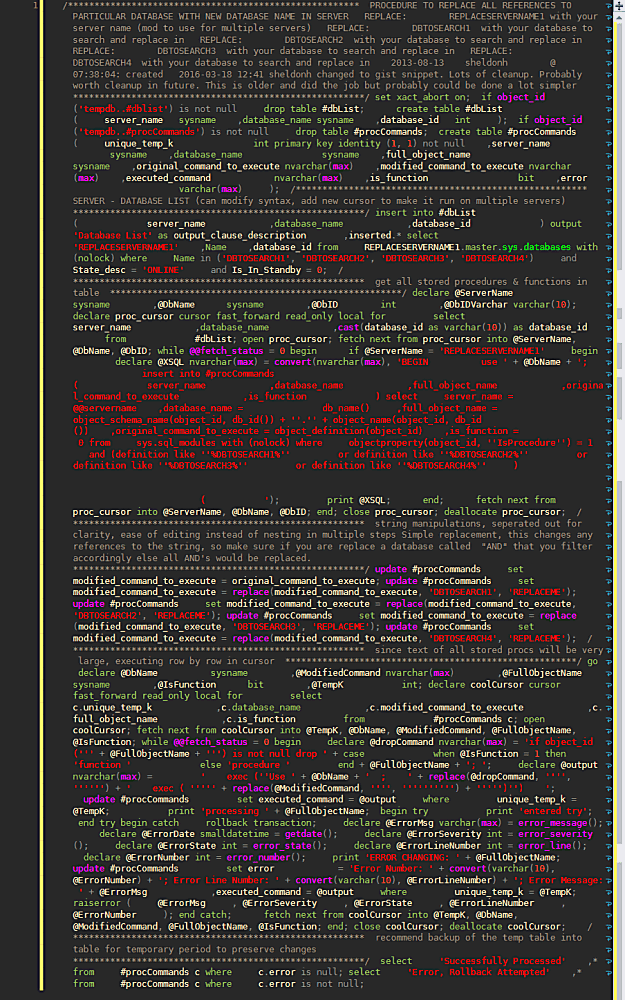 1 /******************************************************* PROCEDURE TO REPLACE ALL REFERENCES TO
PARTICULAR DATABASE WITH NEW DATABASE NAME IN SERVER REPLACE: REPLACESERVERNAME1 with your
server name (mod to use for multiple servers) REPLACE: DBTOSEARCH1 with your database to
search and replace in REPLACE: DBTOSEARCH2 with your database to search and replace in
REPLACE: DBTOSEARCH3 with your database to search and replace in REPLACE:
DBTOSEARCH4 with your database to search and replace in 2013-08-13 sheldonh @
07:38:04: created 2016-03-18 12:41 sheldonh changed to gist snippet. Lots of cleanup. Probably
worth cleanup in future. This is older and did the job but probably could be done a lot simpler
*******************************************************/ set xact_abort on; if object_id
('tempdb..#dblist') is not null drop table #dbList; create table #dbList
( server_name sysname ,database_name sysname ,database_id int ); if object_id
('tempdb..#procCommands') is not null drop table #procCommands; create table #procCommands
( unique_temp_k int primary key identity (1, 1) not null ,server_name
sysname ,database_name sysname ,full_object_name
sysname ,original_command_to_execute nvarchar(max) ,modified_command_to_execute nvarchar
(max) ,executed_command nvarchar(max) ,is_function bit ,error
varchar(max) ); /*******************************************************
SERVER - DATABASE LIST (can modify syntax, add new cursor to make it run on multiple servers)
*******************************************************/ insert into #dbList
( server_name ,database_name ,database_id ) output
'Database List' as output_clause_description ,inserted.* select
'REPLACESERVERNAME1' ,Name ,database_id from REPLACESERVERNAME1.master.sys.databases with
(nolock) where Name in ('DBTOSEARCH1', 'DBTOSEARCH2', 'DBTOSEARCH3', 'DBTOSEARCH4') and
State_desc = 'ONLINE' and Is_In_Standby = 0; /
******************************************************* get all stored procedures & functions in
table *******************************************************/ declare @ServerName
sysname ,@DbName sysname ,@DbID int ,@DbIDVarchar varchar(10);
declare proc_cursor cursor fast_forward read_only local for select
server_name ,database_name ,cast(database_id as varchar(10)) as database_id
from #dbList; open proc_cursor; fetch next from proc_cursor into @ServerName,
@DbName, @DbID; while @@fetch_status = 0 begin if @ServerName = 'REPLACESERVERNAME1' begin
declare @XSQL nvarchar(max) = convert(nvarchar(max), 'BEGIN use ' + @DbName + ';
insert into #procCommands
( server_name ,database_name ,full_object_name ,origina
l_command_to_execute ,is_function ) select server_name =
@@servername ,database_name = db_name() ,full_object_name =
object_schema_name(object_id, db_id()) + ''.'' + object_name(object_id, db_id
()) ,original_command_to_execute = object_definition(object_id) ,is_function =
0 from sys.sql_modules with (nolock) where objectproperty(object_id, ''IsProcedure'') = 1
and (definition like ''%DBTOSEARCH1%'' or definition like ''%DBTOSEARCH2%'' or
definition like ''%DBTOSEARCH3%'' or definition like ''%DBTOSEARCH4%'' )
( '); print @XSQL; end; fetch next from
proc_cursor into @ServerName, @DbName, @DbID; end; close proc_cursor; deallocate proc_cursor; /
******************************************************* string manipulations, seperated out for
clarity, ease of editing instead of nesting in multiple steps Simple replacement, this changes any
references to the string, so make sure if you are replace a database called "AND" that you filter
accordingly else all AND's would be replaced.
*******************************************************/ update #procCommands set
modified_command_to_execute = original_command_to_execute; update #procCommands set
modified_command_to_execute = replace(modified_command_to_execute, 'DBTOSEARCH1', 'REPLACEME');
update #procCommands set modified_command_to_execute = replace(modified_command_to_execute,
'DBTOSEARCH2', 'REPLACEME'); update #procCommands set modified_command_to_execute = replace
(modified_command_to_execute, 'DBTOSEARCH3', 'REPLACEME'); update #procCommands set
modified_command_to_execute = replace(modified_command_to_execute, 'DBTOSEARCH4', 'REPLACEME'); /
******************************************************* since text of all stored procs will be very
large, executing row by row in cursor *******************************************************/ go
declare @DbName sysname ,@ModifiedCommand nvarchar(max) ,@FullObjectName
sysname ,@IsFunction bit ,@TempK int; declare coolCursor cursor
fast_forward read_only local for select
c.unique_temp_k ,c.database_name ,c.modified_command_to_execute ,c.
full_object_name ,c.is_function from #procCommands c; open
coolCursor; fetch next from coolCursor into @TempK, @DbName, @ModifiedCommand, @FullObjectName,
@IsFunction; while @@fetch_status = 0 begin declare @dropCommand nvarchar(max) = 'if object_id
(''' + @FullObjectName + ''') is not null drop ' + case when @IsFunction = 1 then
'function ' else 'procedure ' end + @FullObjectName + '; '; declare @output
nvarchar(max) = ' exec (''Use ' + @DbName + ' ; ' + replace(@dropCommand, '''',
'''''') + ' exec ( ''''' + replace(@ModifiedCommand, '''', '''''''''') + ''''')'') ';
update #procCommands set executed_command = @output where unique_temp_k =
@TempK; print 'processing ' + @FullObjectName; begin try print 'entered try';
end try begin catch rollback transaction; declare @ErrorMsg varchar(max) = error_message();
declare @ErrorDate smalldatetime = getdate(); declare @ErrorSeverity int = error_severity
(); declare @ErrorState int = error_state(); declare @ErrorLineNumber int = error_line();
declare @ErrorNumber int = error_number(); print 'ERROR CHANGING: ' + @FullObjectName;
update #procCommands set error = 'Error Number: ' + convert(varchar(10),
@ErrorNumber) + '; Error Line Number: ' + convert(varchar(10), @ErrorLineNumber) + '; Error Message:
' + @ErrorMsg ,executed_command = @output where unique_temp_k = @TempK;
raiserror ( @ErrorMsg , @ErrorSeverity , @ErrorState , @ErrorLineNumber ,
@ErrorNumber ); end catch; fetch next from coolCursor into @TempK, @DbName,
@ModifiedCommand, @FullObjectName, @IsFunction; end; close coolCursor; deallocate coolCursor; /
******************************************************* recommend backup of the temp table into
table for temporary period to preserve changes
*******************************************************/ select 'Successfully Processed' ,*
from #procCommands c where c.error is null; select 'Error, Rollback Attempted' ,*
from #procCommands c where c.error is not null;